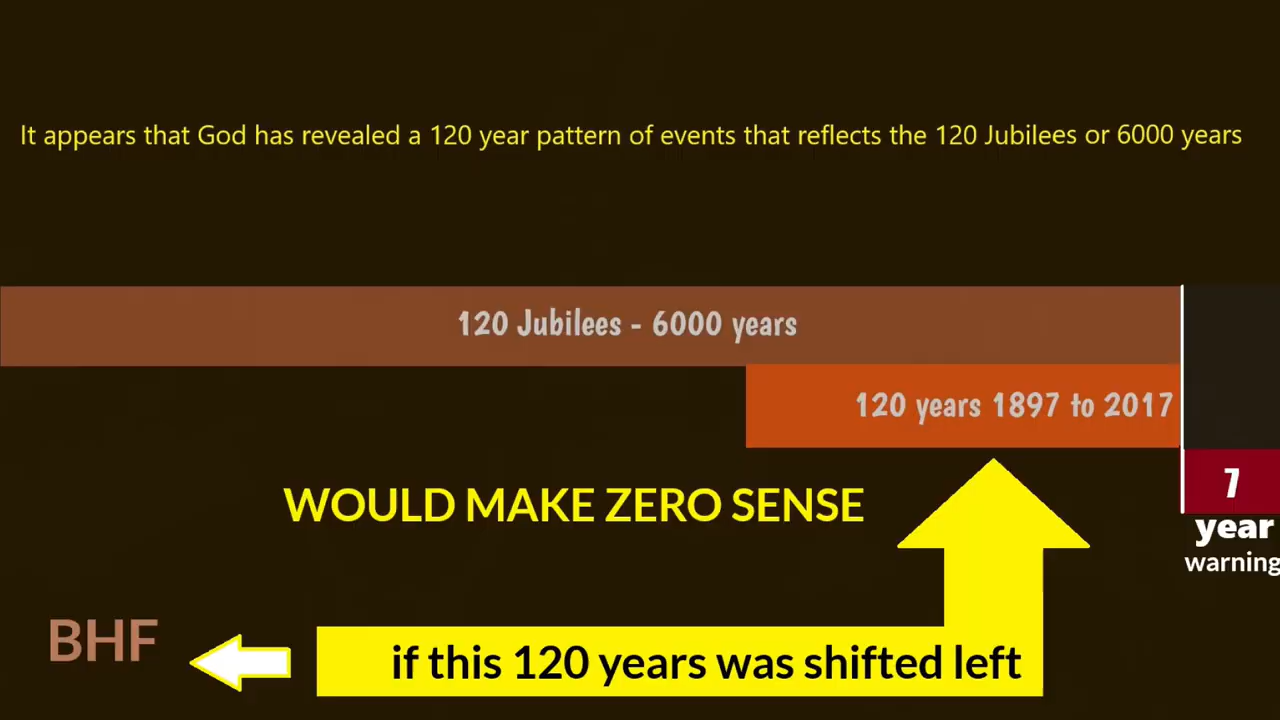 It appears that God has revealed a 120 year pattern of events that reflects the 120 Jubilees or 6000 years
120 Jubilees - 6000 years
120 years 1897 to 2017
WOULD MAKE ZERO SENSE
7
year
warning
BHF
if this 120 years was shifted left